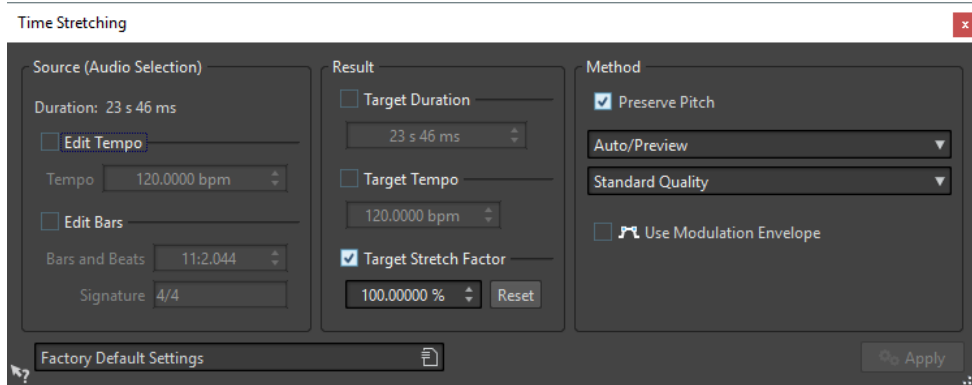 Time Stretching
x
Source (Audio Selection)
Duration: 23 s 46 ms
Edit Tempo
Tempo 120.0000 bpm
Edit Bars
Bars and Beats 11:2.044
Signature 4/4
Result
Target Duration
23 s 46 ms
Target Tempo
120.0000 bpm
Target Stretch Factor
100.00000 % Reset
Method
Preserve Pitch
Auto/Preview
Standard Quality
Use Modulation Envelope
Factory Default Settings
Apply
?